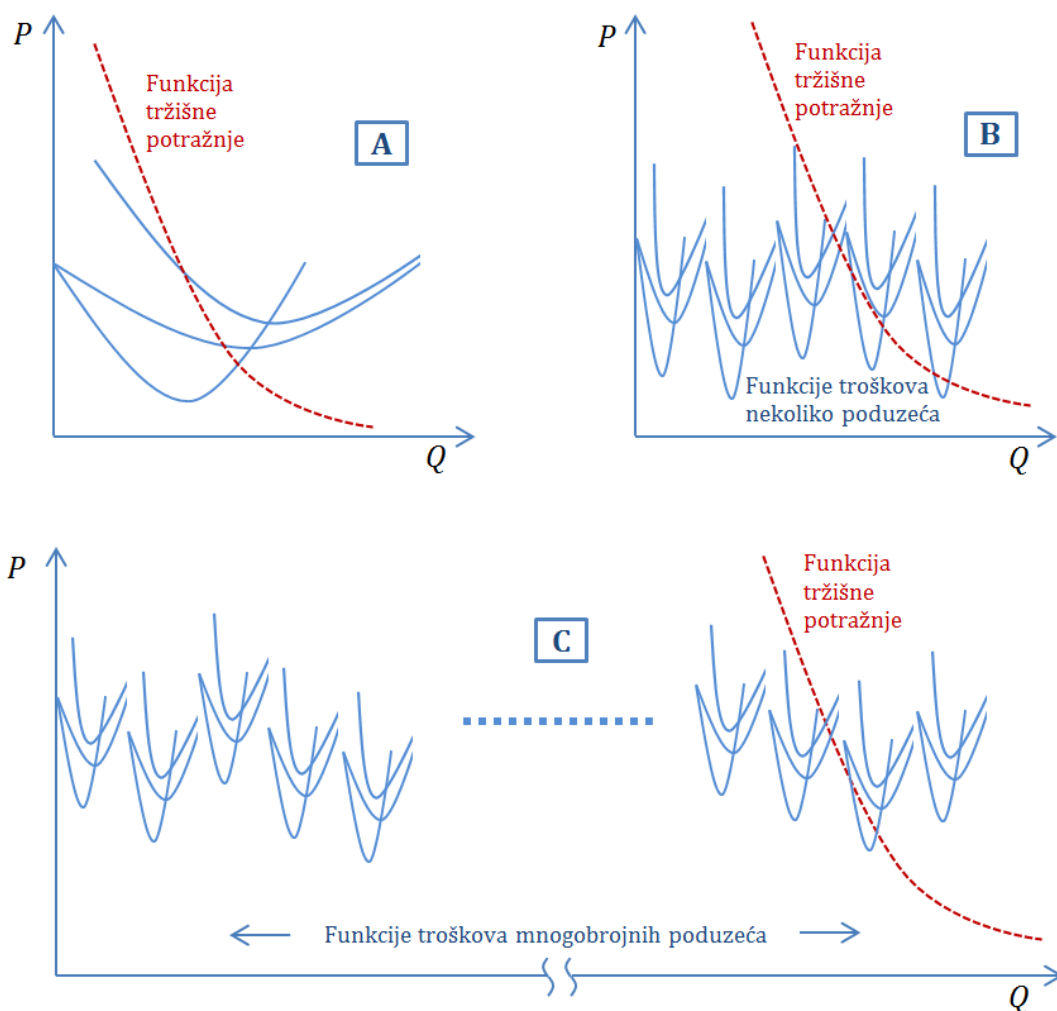 P
Funkcija
tržišne
potražnje
A
Q
P
Funkcija
tržišne
potražnje
B
Funkcije troškova
nekoliko poduzeća
Q
P
Funkcija
tržišne
potražnje
C
Funkcije troškova mnogobrojnih poduzeća
Q